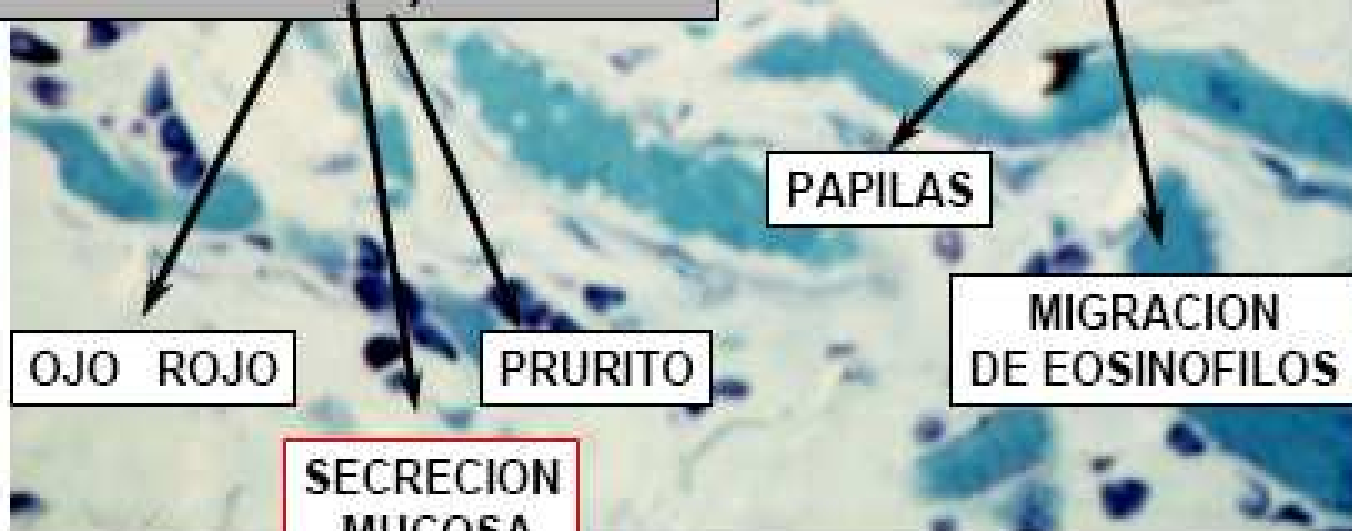 PAPILAS
MIGRACION
DE EOSINOFILOS
OJO ROJO
PRURITO
SECRECION
MUCOSA